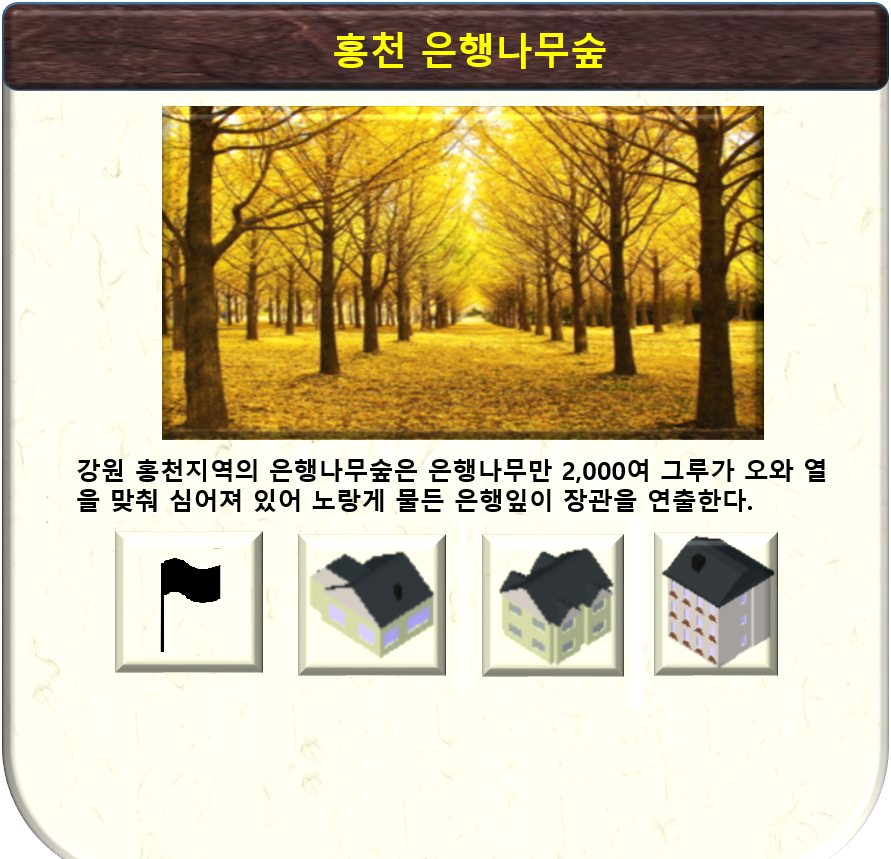 홍천 은행나무숲
강원 홍천지역의 은행나무숲은 은행나무만 2,000여 그루가 오와 열
을 맞춰 심어져 있어 노랑게 물든 은행잎이 장관을 연출한다.